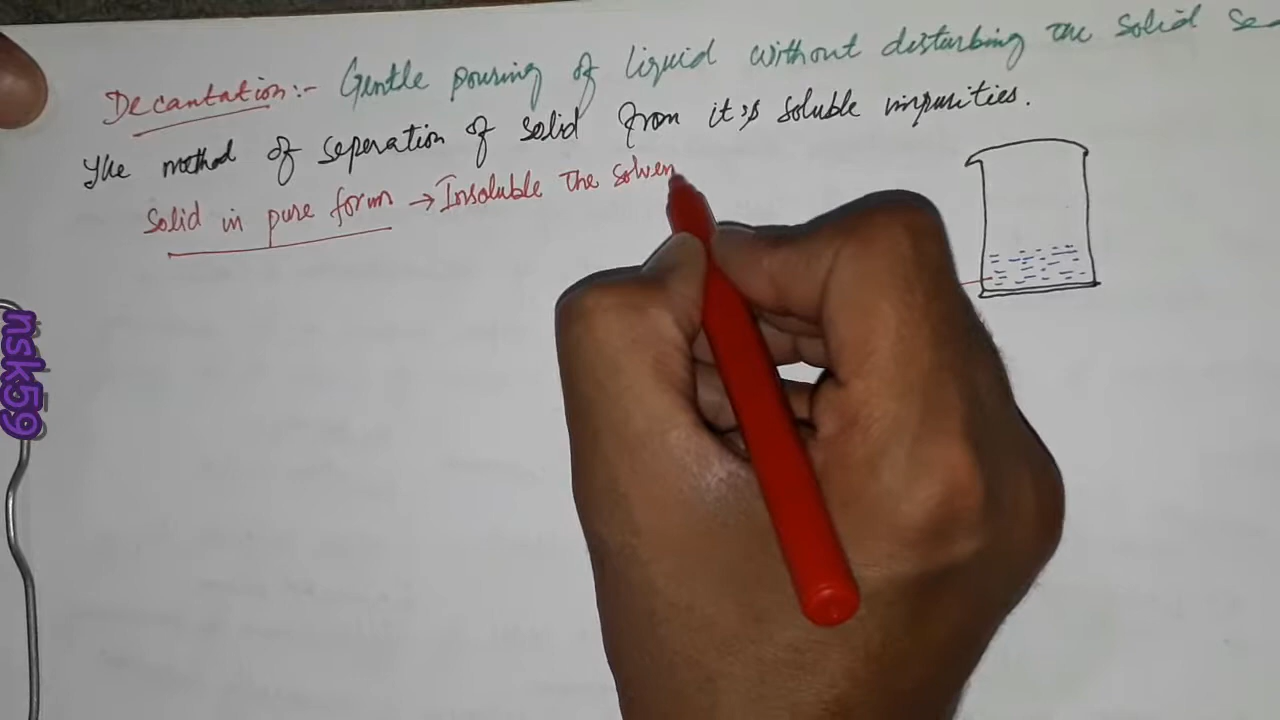 Decantation:- Gentle pouring of liquid without disturbing the solid se
The method of seperation of solid from it's soluble impurities.
Solid in pure form → Insoluble the solven
nsk59